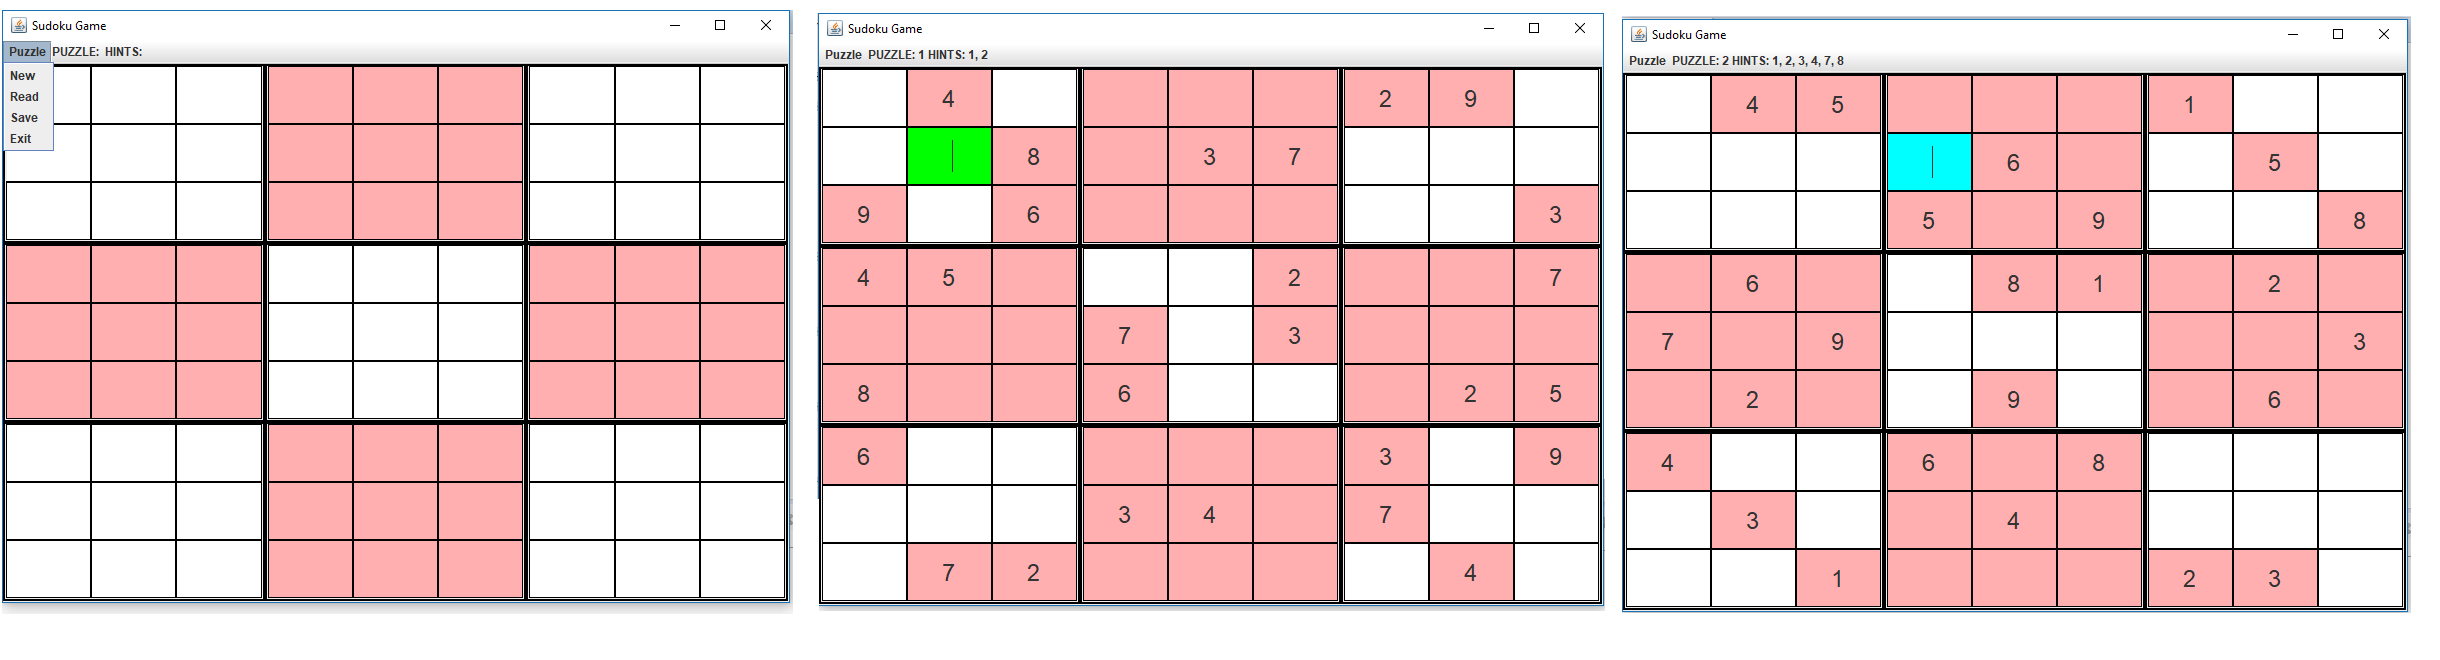 Sudoku Game
Puzzle PUZZLE: HINTS:
New
Read
Save
Exit
Sudoku Game
Puzzle PUZZLE: 1 HINTS: 1, 2
4 2 9
8 3 7
9 6 3
4 5 2 7
7 3
8 6 2 5
6 3 9
3 4 7
7 2 4
Sudoku Game
Puzzle PUZZLE: 2 HINTS: 1, 2, 3, 4, 7, 8
4 5 1
6 5
5 9 8
6 8 1 2
7 9 3
2 9 6
4 6 8
3 4
1 2 3